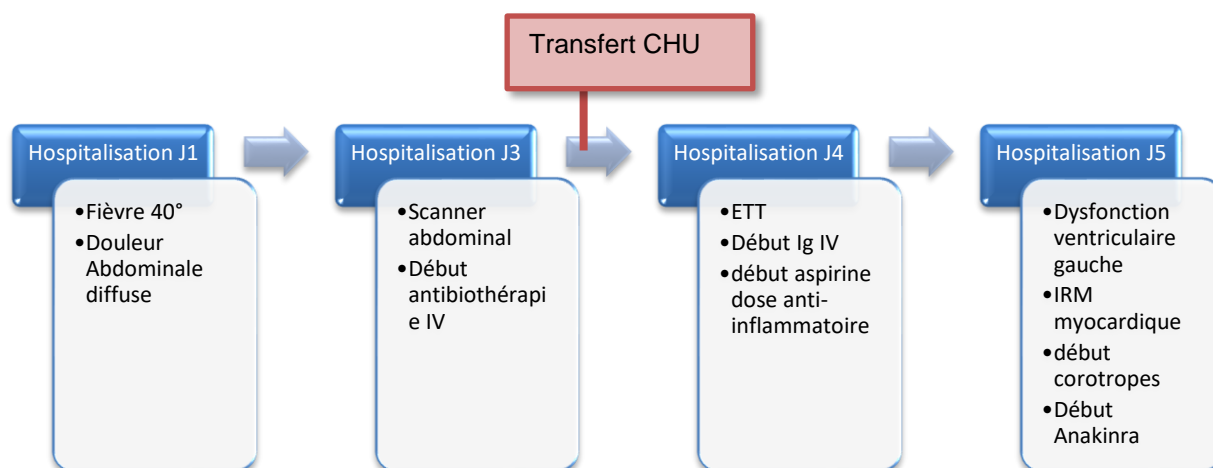 Transfert CHU
Hospitalisation J1
•Fièvre 40°
•Douleur
Abdominale
diffuse
Hospitalisation J3
•Scanner
abdominal
•Début
antibiothérapi
e IV
Hospitalisation J4
•ETT
•Début Ig IV
•début aspirine
dose anti-
inflammatoire
Hospitalisation J5
•Dysfonction
ventriculaire
gauche
•IRM
myocardique
•début
corotropes
•Début
Anakinra